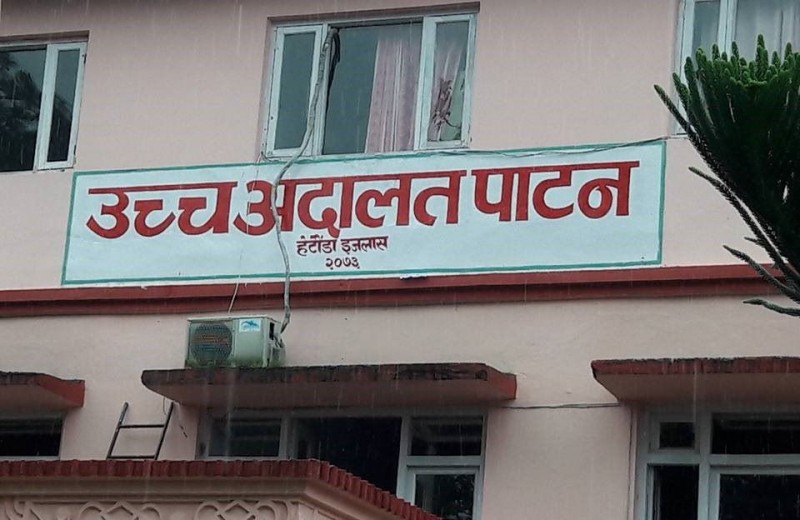 उच्च अदालत पाटन
हेटौंडा इजलास
२०७३